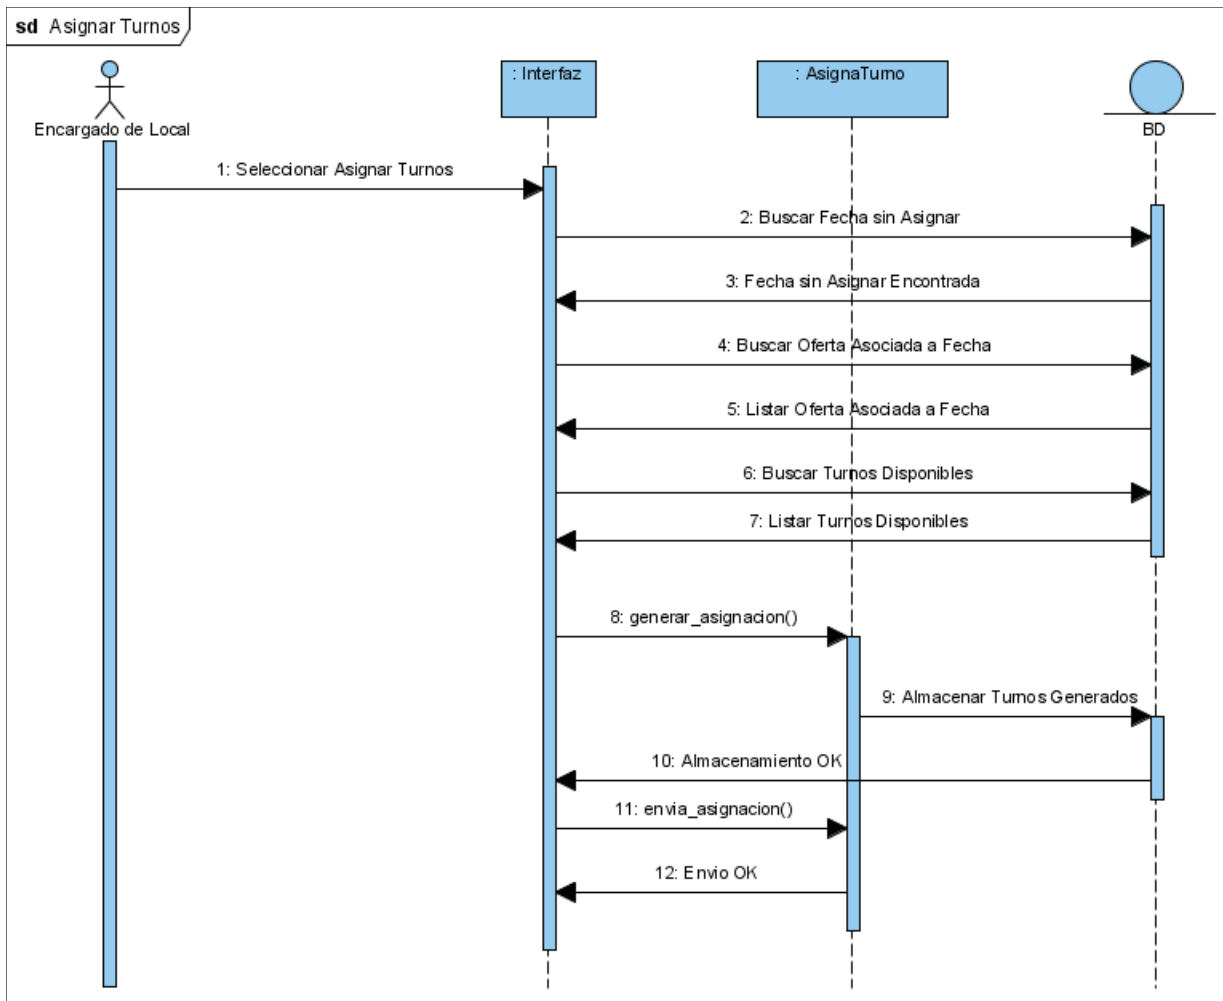 sd Asignar Turnos
: Interfaz
: AsignaTurno
Encargado de Local
BD
1: Seleccionar Asignar Turnos
2: Buscar Fecha sin Asignar
3: Fecha sin Asignar Encontrada
4: Buscar Oferta Asociada a Fecha
5: Listar Oferta Asociada a Fecha
6: Buscar Turnos Disponibles
7: Listar Turnos Disponibles
8: generar_asignacion()
9: Almacenar Turnos Generados
10: Almacenamiento OK
11: envia_asignacion()
12: Envio OK